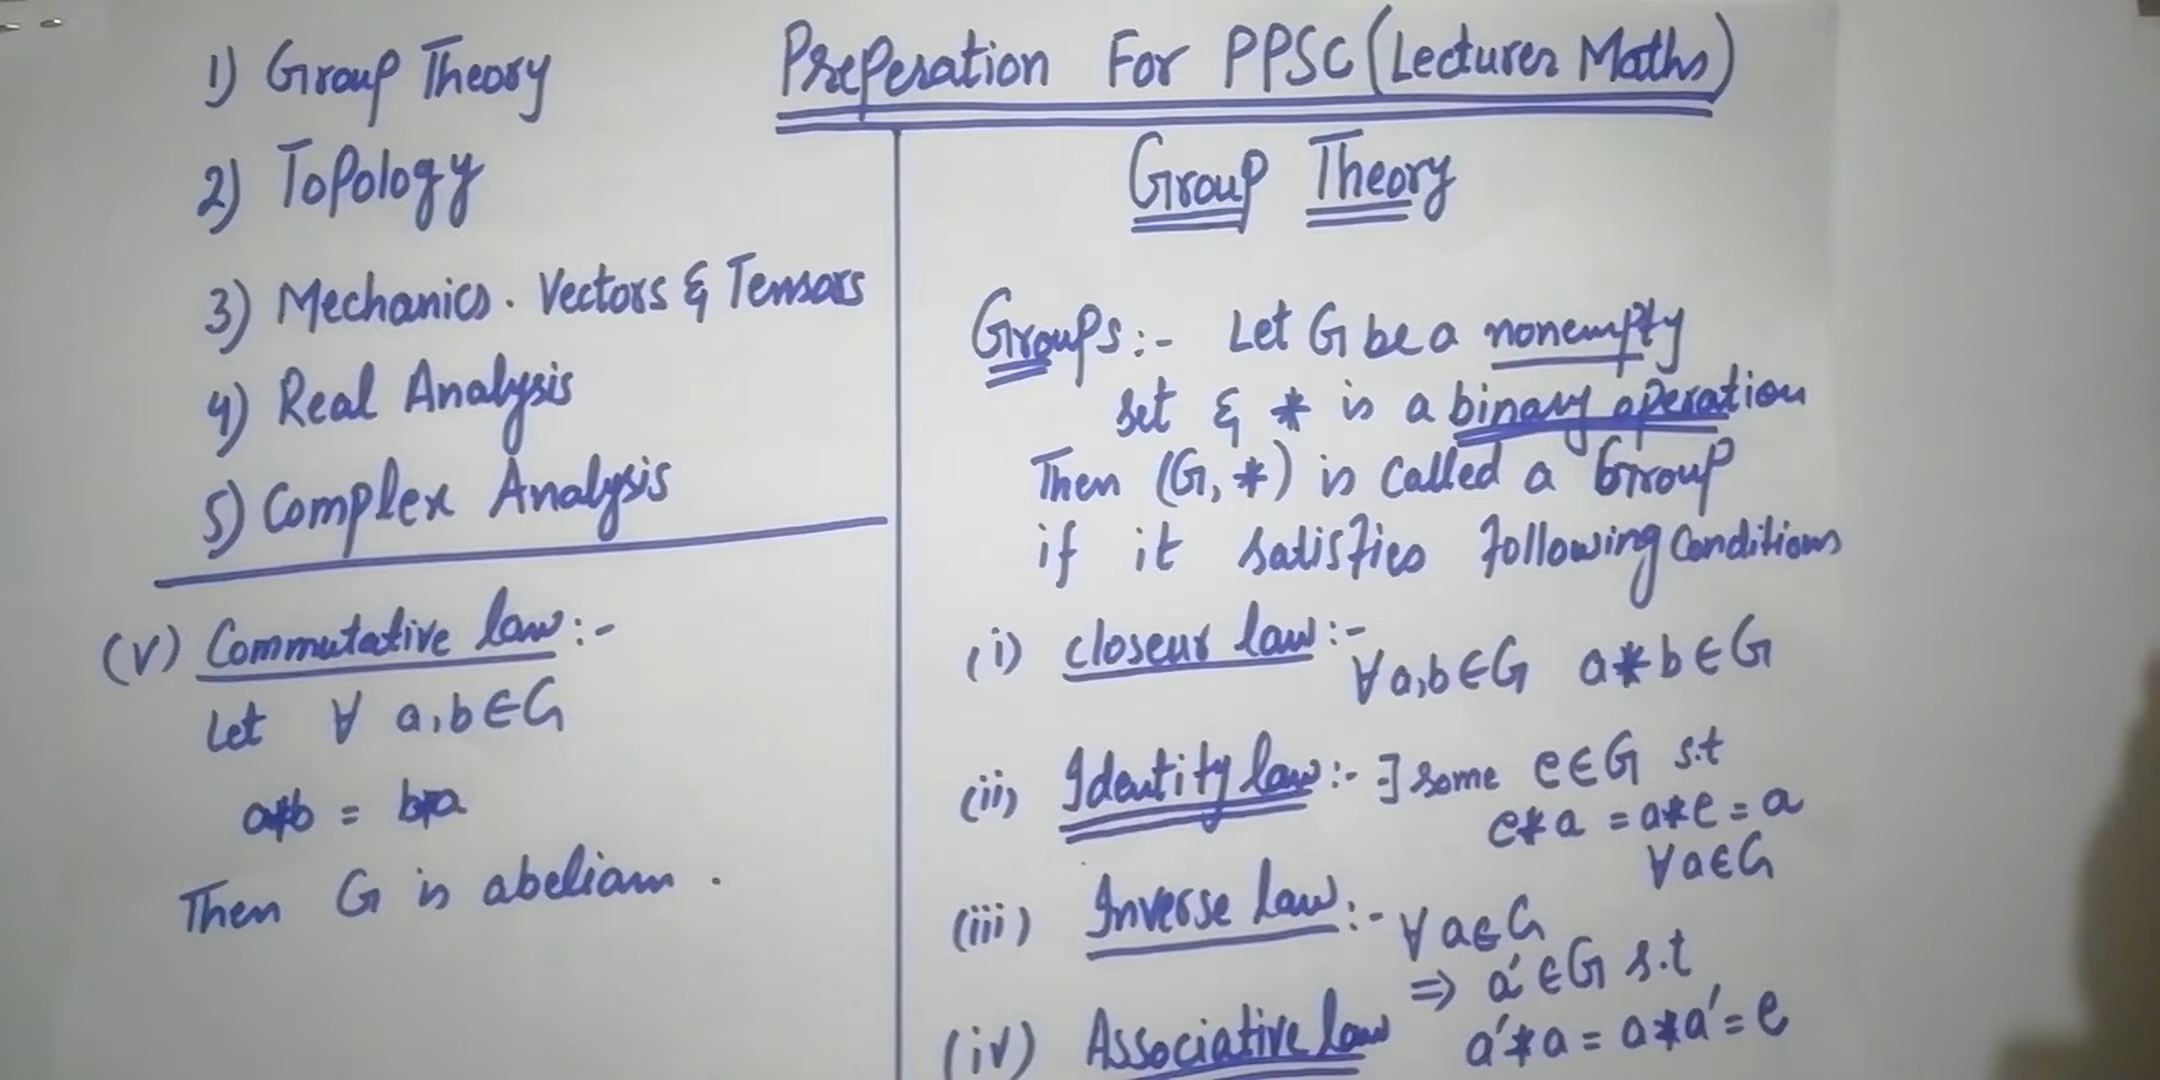 Preperation For PPSC (Lecturer Maths)
1) Group Theory
2) Topology
3) Mechanics. Vectors & Tensors
4) Real Analysis
5) Complex Analysis
(v) Commutative law:-
Let ∀ a,b∈G
a*b = b*a
Then G is abeliam.
Group Theory
Groups:- Let G be a nonempty
set & * is a binary operation
Then (G, *) is called a Group
if it satisfies following conditions
(i) closeur law:- ∀ a,b∈G a*b∈G
(ii) Identity law:- ∃ some e∈G s.t
e*a = a*e = a
∀ a∈G
(iii) Inverse law:- ∀ a∈G
⇒ a'∈G s.t
a'*a = a*a' = e
(iv) Associative law